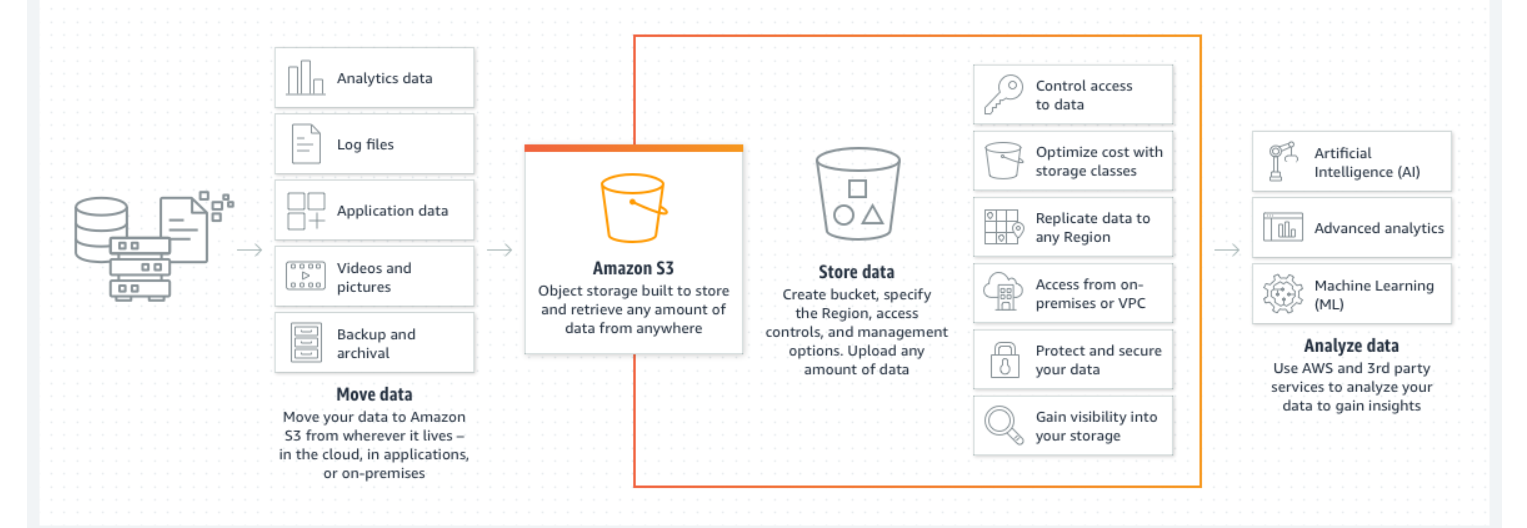 Analytics data
Log files
Application data
Videos and
pictures
Backup and
archival
Move data
Move your data to Amazon
S3 from wherever it lives –
in the cloud, in applications,
or on-premises
Amazon S3
Object storage built to store
and retrieve any amount of
data from anywhere
Store data
Create bucket, specify
the Region, access
controls, and management
options. Upload any
amount of data
Control access
to data
Optimize cost with
storage classes
Replicate data to
any Region
Access from on-
premises or VPC
Protect and secure
your data
Gain visibility into
your storage
Artificial
Intelligence (AI)
Advanced analytics
Machine Learning
(ML)
Analyze data
Use AWS and 3rd party
services to analyze your
data to gain insights